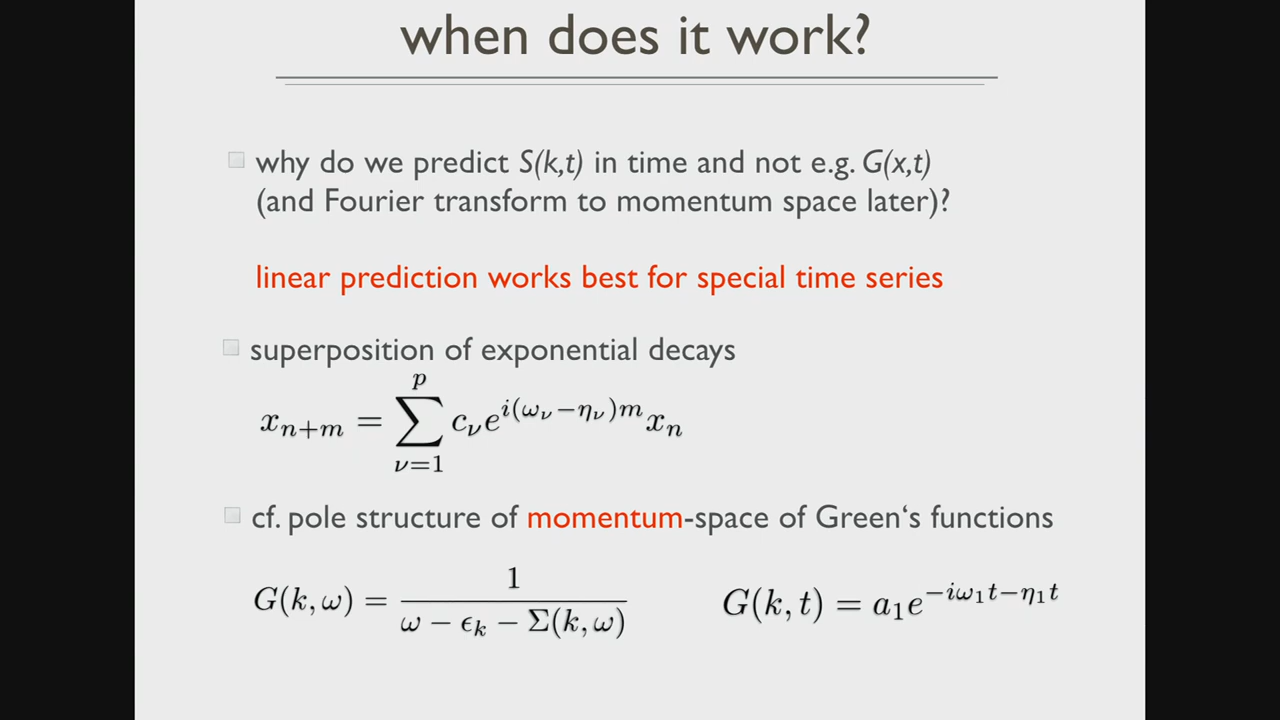 when does it work?
why do we predict S(k,t) in time and not e.g. G(x,t)
(and Fourier transform to momentum space later)?
linear prediction works best for special time series
superposition of exponential decays
$x_{n+m} = \sum_{\nu=1}^{p} c_\nu e^{i(\omega_\nu - \eta_\nu)m} x_n$
cf. pole structure of momentum-space of Green‘s functions
$G(k,\omega) = \frac{1}{\omega - \epsilon_k - \Sigma(k,\omega)}$ $G(k,t) = a_1 e^{-i\omega_1 t - \eta_1 t}$